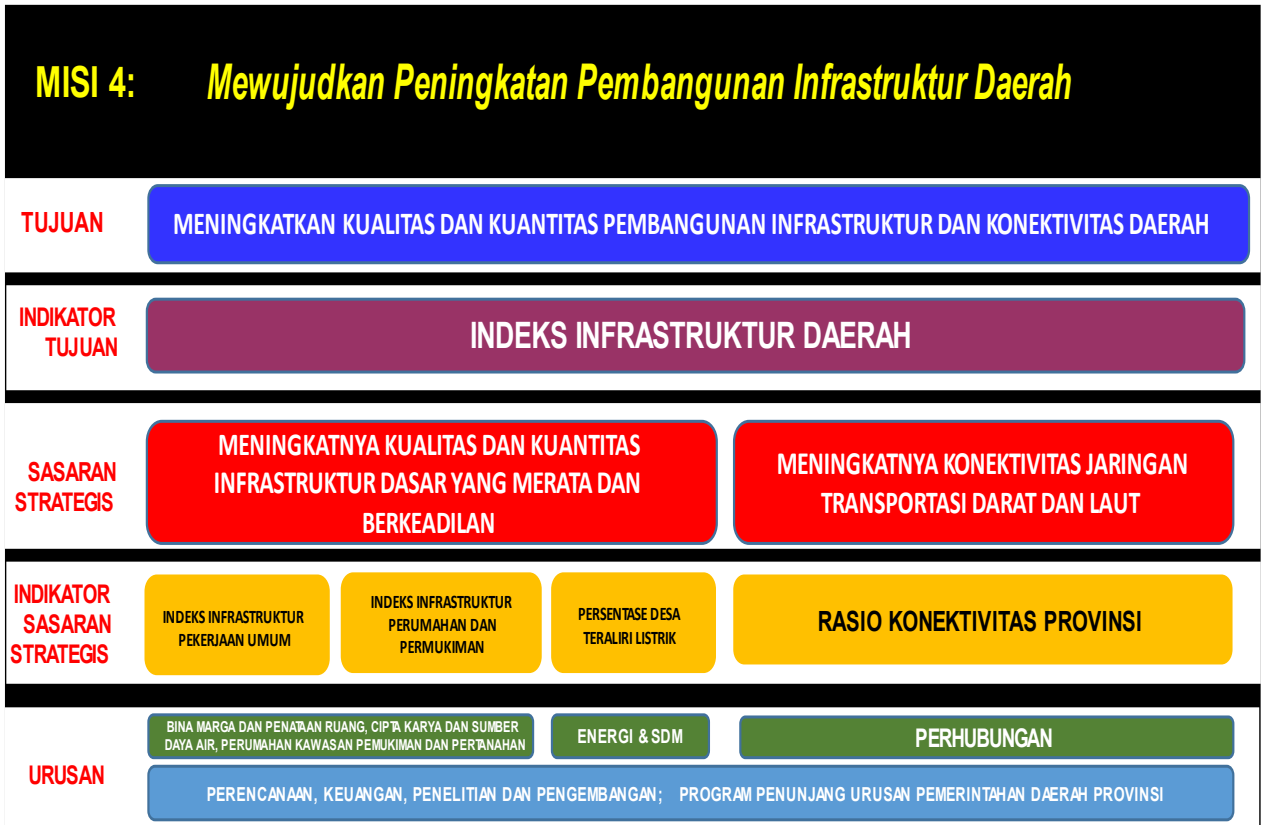 MISI 4: Mewujudkan Peningkatan Pembangunan Infrastruktur Daerah
TUJUAN
MENINGKATKAN KUALITAS DAN KUANTITAS PEMBANGUNAN INFRASTRUKTUR DAN KONEKTIVITAS DAERAH
INDIKATOR
TUJUAN
INDEKS INFRASTRUKTUR DAERAH
SASARAN
STRATEGIS
MENINGKATNYA KUALITAS DAN KUANTITAS
INFRASTRUKTUR DASAR YANG MERATA DAN
BERKEADILAN
MENINGKATNYA KONEKTIVITAS JARINGAN
TRANSPORTASI DARAT DAN LAUT
INDIKATOR
SASARAN
STRATEGIS
INDEKS INFRASTRUKTUR
PEKERJAAN UMUM
INDEKS INFRASTRUKTUR
PERUMAHAN DAN
PERMUKIMAN
PERSENTASE DESA
TERALIRI LISTRIK
RASIO KONEKTIVITAS PROVINSI
URUSAN
BINA MARGA DAN PENATAAN RUANG, CIPTA KARYA DAN SUMBER
DAYA AIR, PERUMAHAN KAWASAN PEMUKIMAN DAN PERTANAHAN
ENERGI & SDM
PERHUBUNGAN
PERENCANAAN, KEUANGAN, PENELITIAN DAN PENGEMBANGAN; PROGRAM PENUNJANG URUSAN PEMERINTAHAN DAERAH PROVINSI